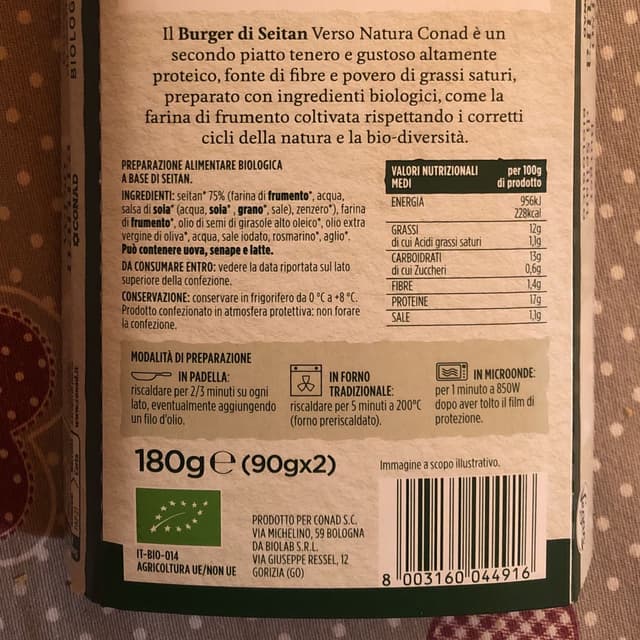 BIOLOG
Il Burger di Seitan Verso Natura Conad è un
secondo piatto tenero e gustoso altamente
proteico, fonte di fibre e povero di grassi saturi,
preparato con ingredienti biologici, come la
farina di frumento coltivata rispettando i corretti
cicli della natura e la bio-diversità.
PREPARAZIONE ALIMENTARE BIOLOGICA
A BASE DI SEITAN.
INGREDIENTI: seitan* 75% (farina di frumento*, acqua,
salsa di soia* (acqua, soia*, grano*, sale), zenzero*), farina
di frumento*, olio di semi di girasole alto oleico*, olio extra
vergine di oliva*, acqua, sale iodato, rosmarino*, aglio*.
Può contenere uova, senape e latte.
DA CONSUMARE ENTRO: vedere la data riportata sul lato
superiore della confezione.
CONSERVAZIONE: conservare in frigorifero da 0 °C a +8 °C.
Prodotto confezionato in atmosfera protettiva: non forare
la confezione.
VALORI NUTRIZIONALI MEDI per 100g di prodotto
ENERGIA 956kJ
228kcal
GRASSI 12g
di cui Acidi grassi saturi 1,1g
CARBOIDRATI 13g
di cui Zuccheri 0,6g
FIBRE 1,4g
PROTEINE 17g
SALE 1,1g
CONAD
MODALITÀ DI PREPARAZIONE
IN PADELLA:
riscaldare per 2/3 minuti su ogni
lato, eventualmente aggiungendo
un filo d'olio.
IN FORNO
TRADIZIONALE:
riscaldare per 5 minuti a 200°C
(forno preriscaldato).
IN MICROONDE:
per 1 minuto a 850W
dopo aver tolto il film di
protezione.
180g e (90gx2)
Immagine a scopo illustrativo.
IT-BIO-014
AGRICOLTURA UE/NON UE
PRODOTTO PER CONAD S.C.
VIA MICHELINO, 59 BOLOGNA
DA BIOLAB S.R.L.
VIA GIUSEPPE RESSEL, 12
GORIZIA (GO)
8 003160 044916